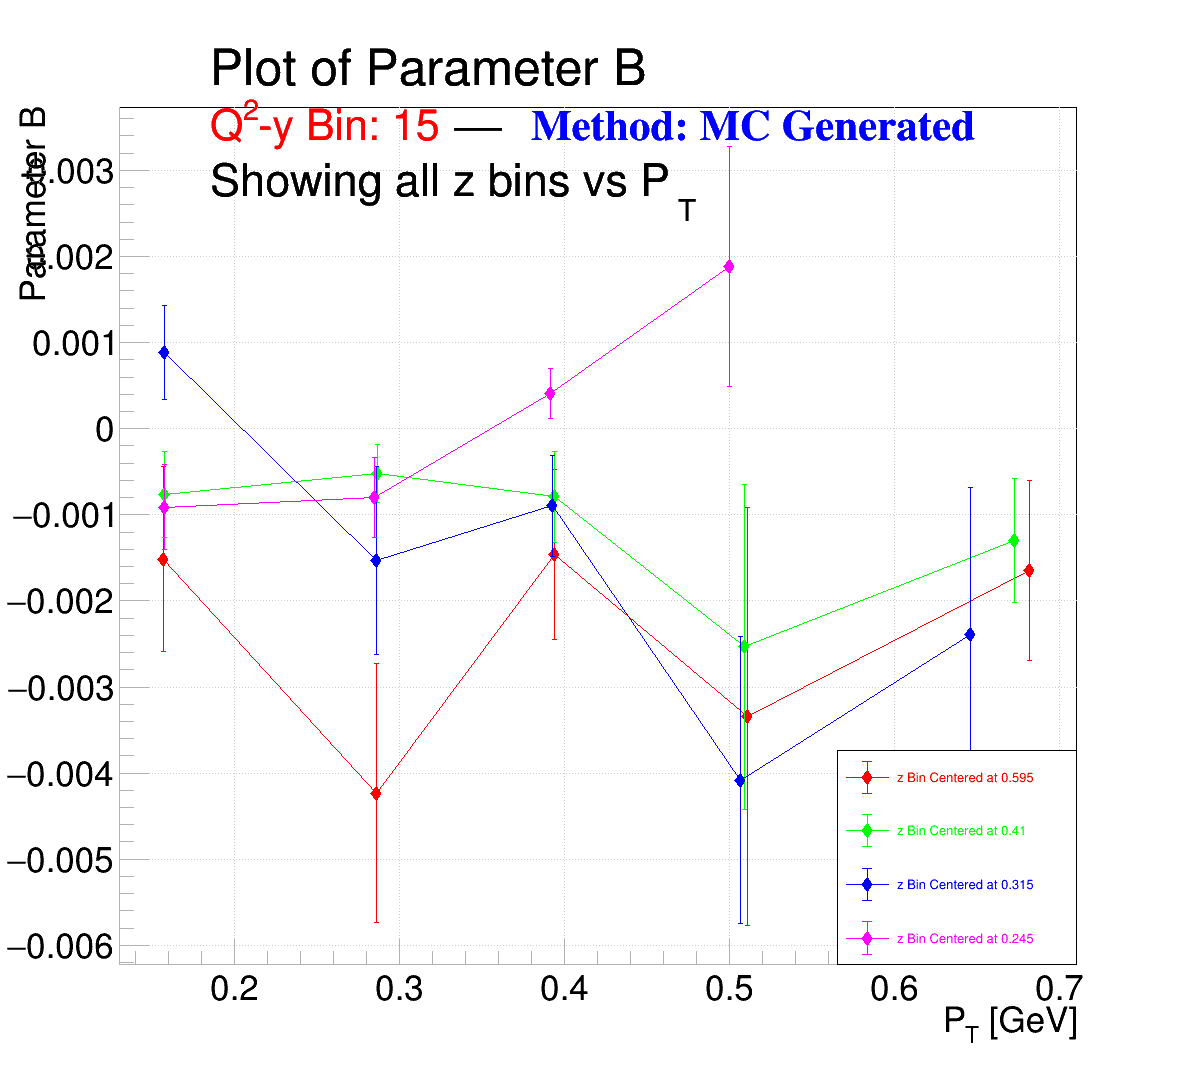 Plot of Parameter B
Q²-y Bin: 15 — Method: MC Generated
Showing all z bins vs P_T
Parameter B
0.003
0.002
0.001
0
−0.001
−0.002
−0.003
−0.004
−0.005
−0.006
0.2 0.3 0.4 0.5 0.6 0.7
P_T [GeV]
z Bin Centered at 0.595
z Bin Centered at 0.41
z Bin Centered at 0.315
z Bin Centered at 0.245